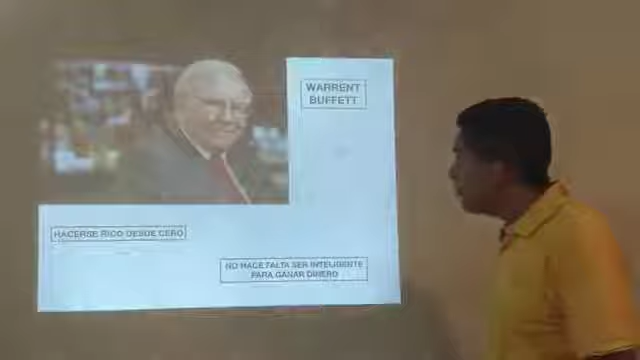 WARRENT
BUFFETT
HACERSE RICO DESDE CERO
NO HACE FALTA SER INTELIGENTE
PARA GANAR DINERO